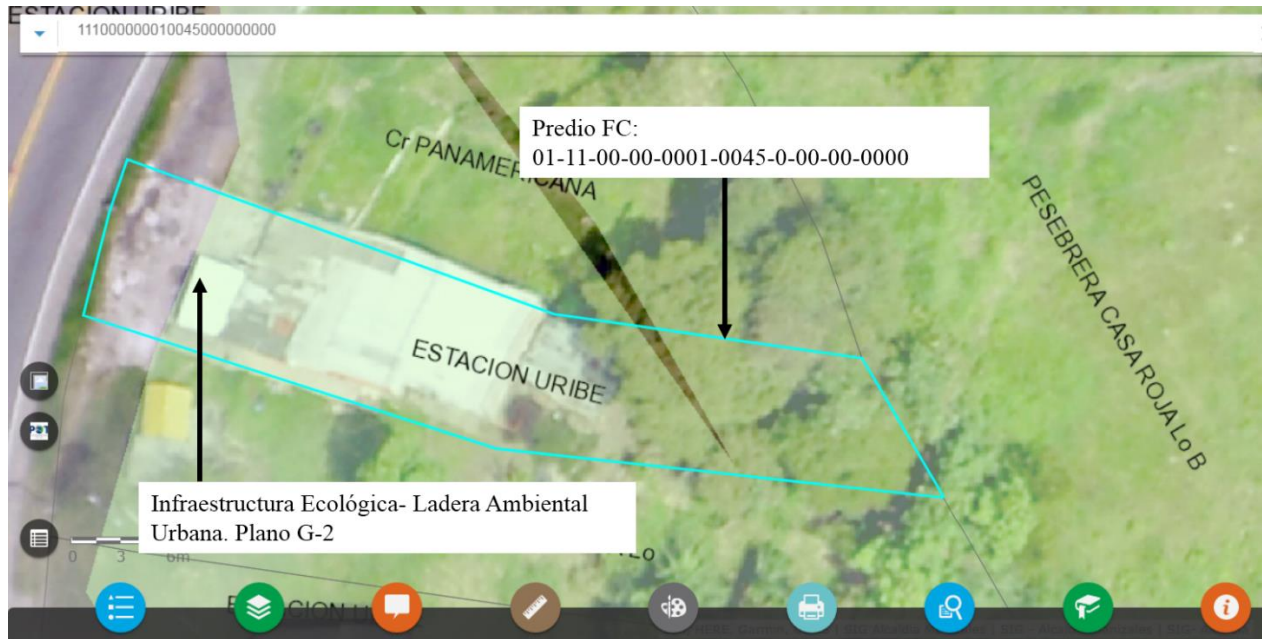 ESTACION URIBE
111000000010045000000000
Predio FC:
01-11-00-00-0001-0045-0-00-00-0000
Cr PANAMERICANA
PESEBRERA CASA ROJA Lo B
ESTACION URIBE
Infraestructura Ecológica- Ladera Ambiental
Urbana. Plano G-2
0 3 6m